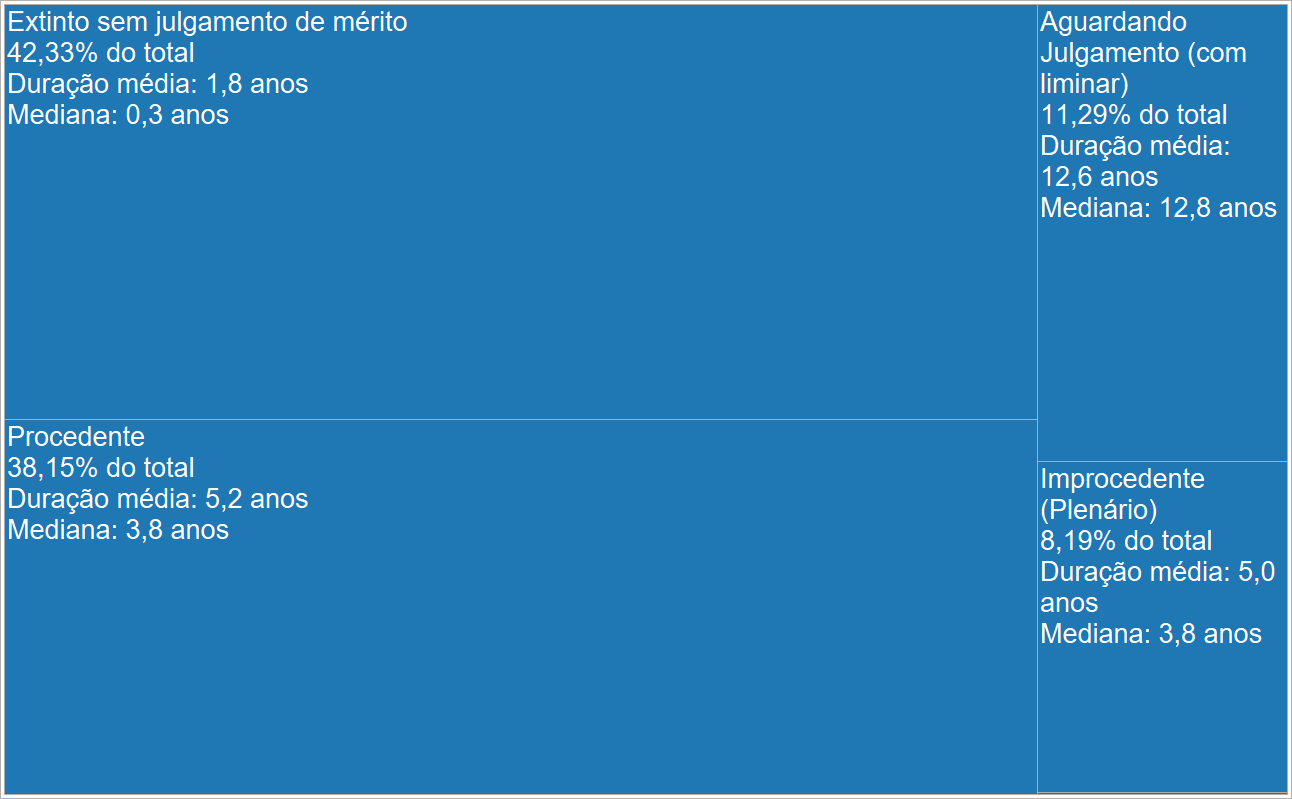 Extinto sem julgamento de mérito
42,33% do total
Duração média: 1,8 anos
Mediana: 0,3 anos
Procedente
38,15% do total
Duração média: 5,2 anos
Mediana: 3,8 anos
Aguardando
Julgamento (com
liminar)
11,29% do total
Duração média:
12,6 anos
Mediana: 12,8 anos
Improcedente
(Plenário)
8,19% do total
Duração média: 5,0
anos
Mediana: 3,8 anos